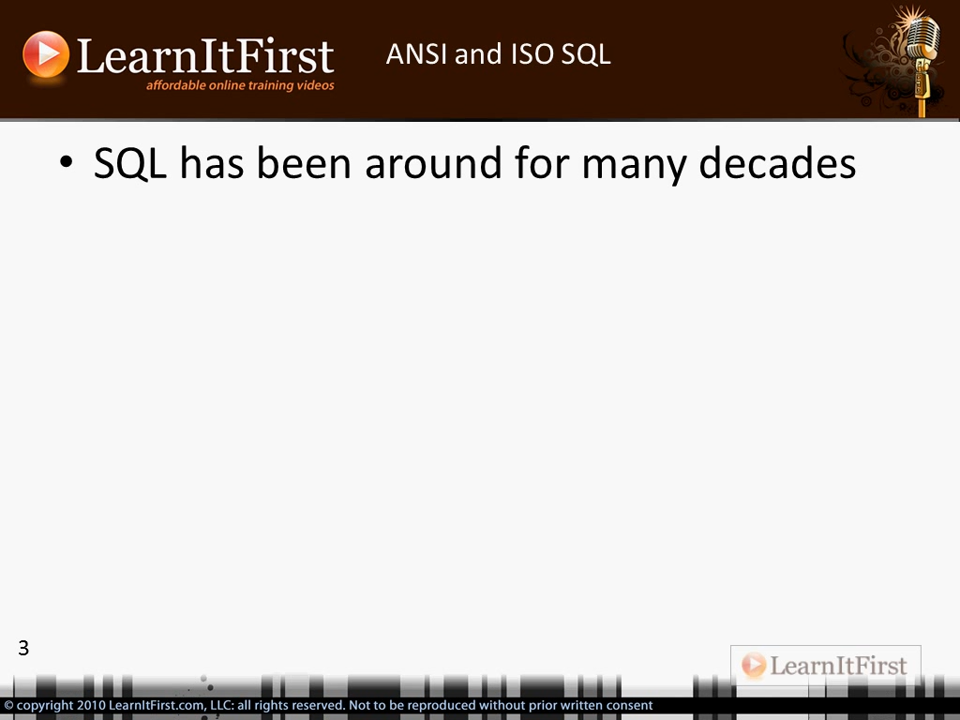 LearnItFirst
affordable online training videos
ANSI and ISO SQL
• SQL has been around for many decades
3
LearnItFirst
© copyright 2010 LearnItFirst.com, LLC: all rights reserved. Not to be reproduced without prior written consent